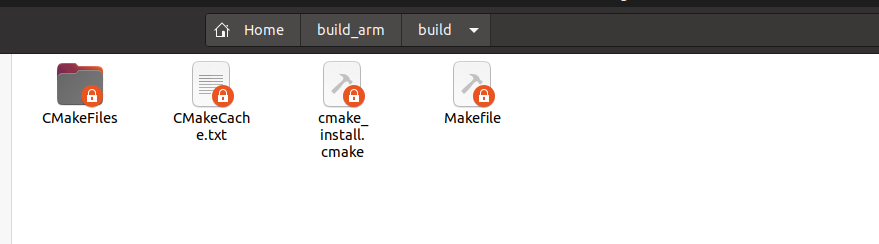 Home build_arm build
CMakeFiles
CMakeCach
e.txt
cmake_
install.
cmake
Makefile